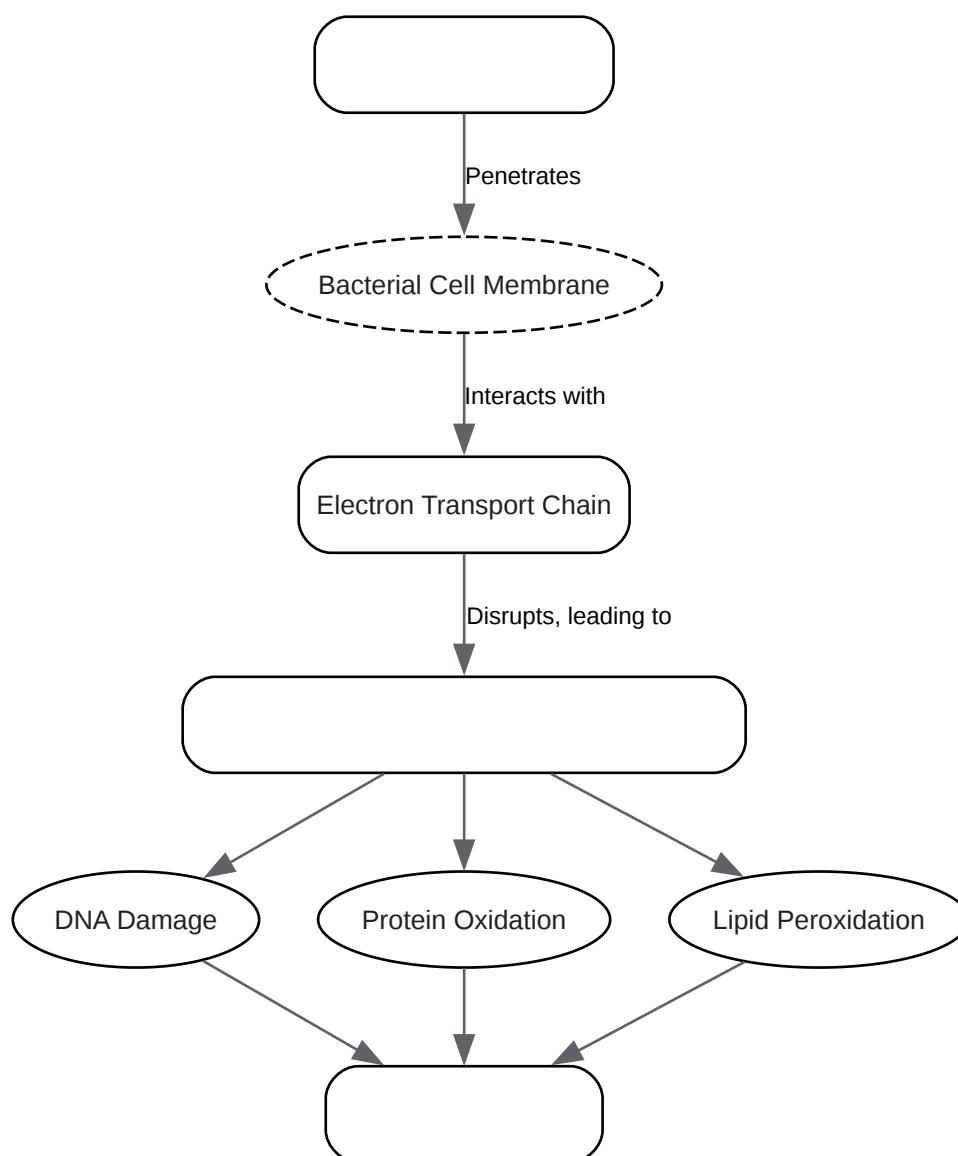 Penetrates
Bacterial Cell Membrane
Interacts with
Electron Transport Chain
Disrupts, leading to
DNA Damage
Protein Oxidation
Lipid Peroxidation